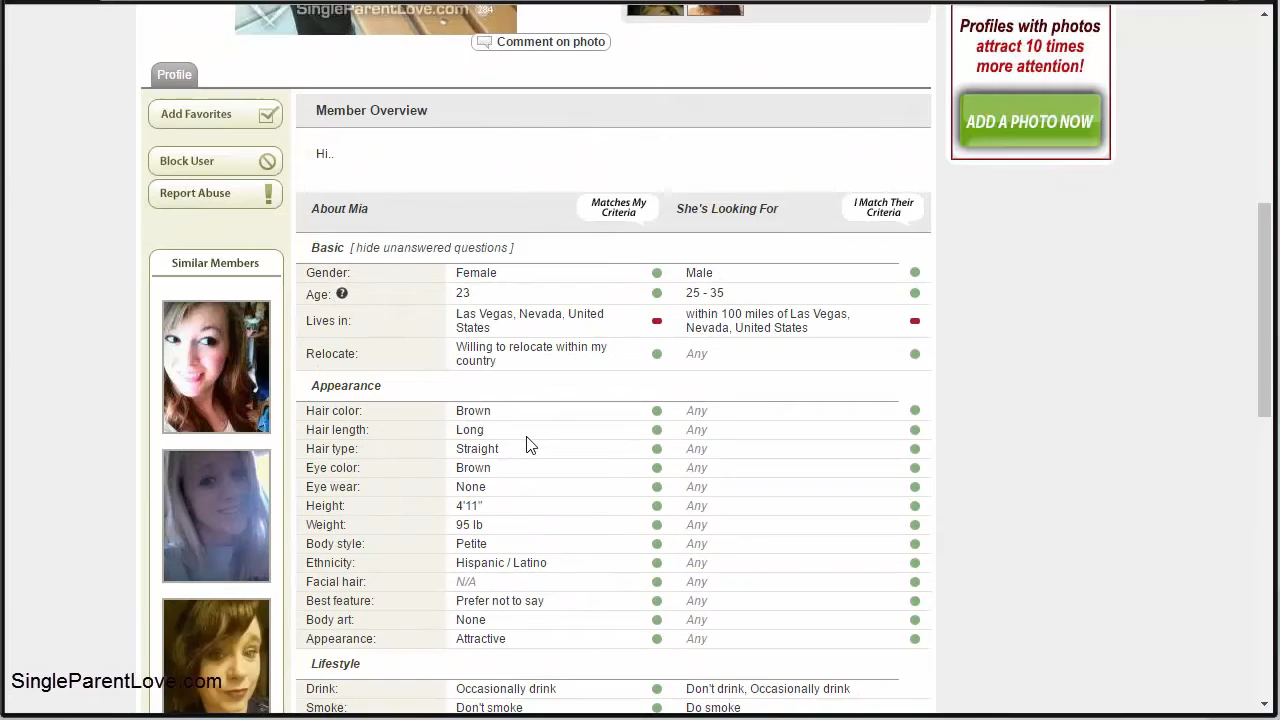 SingleParentLove.com
Comment on photo
Profiles with photos
attract 10 times
more attention!
ADD A PHOTO NOW
Profile
Add Favorites
Block User
Report Abuse
Similar Members
Member Overview
Hi..
About Mia
Matches My
Criteria
She's Looking For
I Match Their
Criteria
Basic [ hide unanswered questions ]
Gender: Female Male
Age: ? 23 25 - 35
Lives in: Las Vegas, Nevada, United
States
within 100 miles of Las Vegas,
Nevada, United States
Relocate: Willing to relocate within my
country
Any
Appearance
Hair color: Brown Any
Hair length: Long Any
Hair type: Straight Any
Eye color: Brown Any
Eye wear: None Any
Height: 4'11" Any
Weight: 95 lb Any
Body style: Petite Any
Ethnicity: Hispanic / Latino Any
Facial hair: N/A Any
Best feature: Prefer not to say Any
Body art: None Any
Appearance: Attractive Any
Lifestyle
Drink: Occasionally drink Don't drink, Occasionally drink
Smoke: Don't smoke Do smoke
SingleParentLove.com